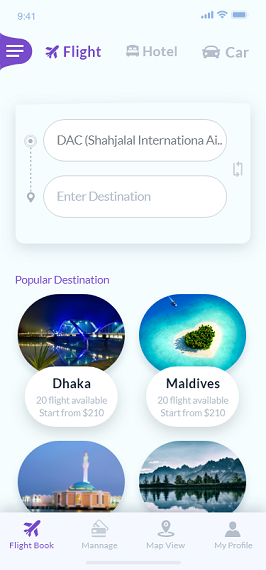 9:41
Flight Hotel Car
DAC (Shahjalal Internationa Ai..
Enter Destination
Popular Destination
Dhaka Maldives
20 flight available 20 flight available
Start from $210 Start from $210
Flight Book Mannage Map View My Profile